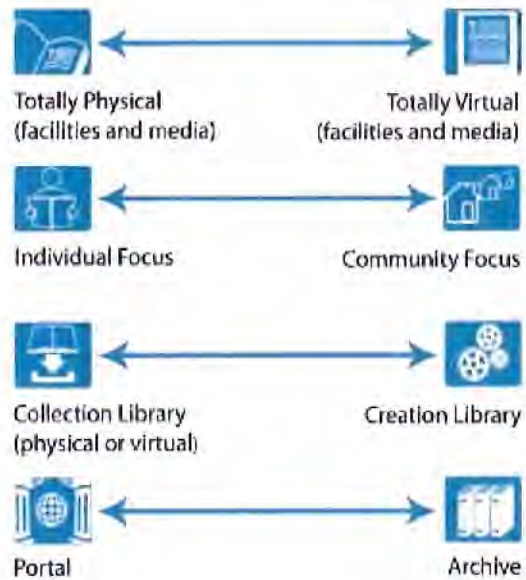 Totally Physical
(facilities and media)
Totally Virtual
(facilities and media)
Individual Focus
Community Focus
Collection Library
(physical or virtual)
Creation Library
Portal
Archive